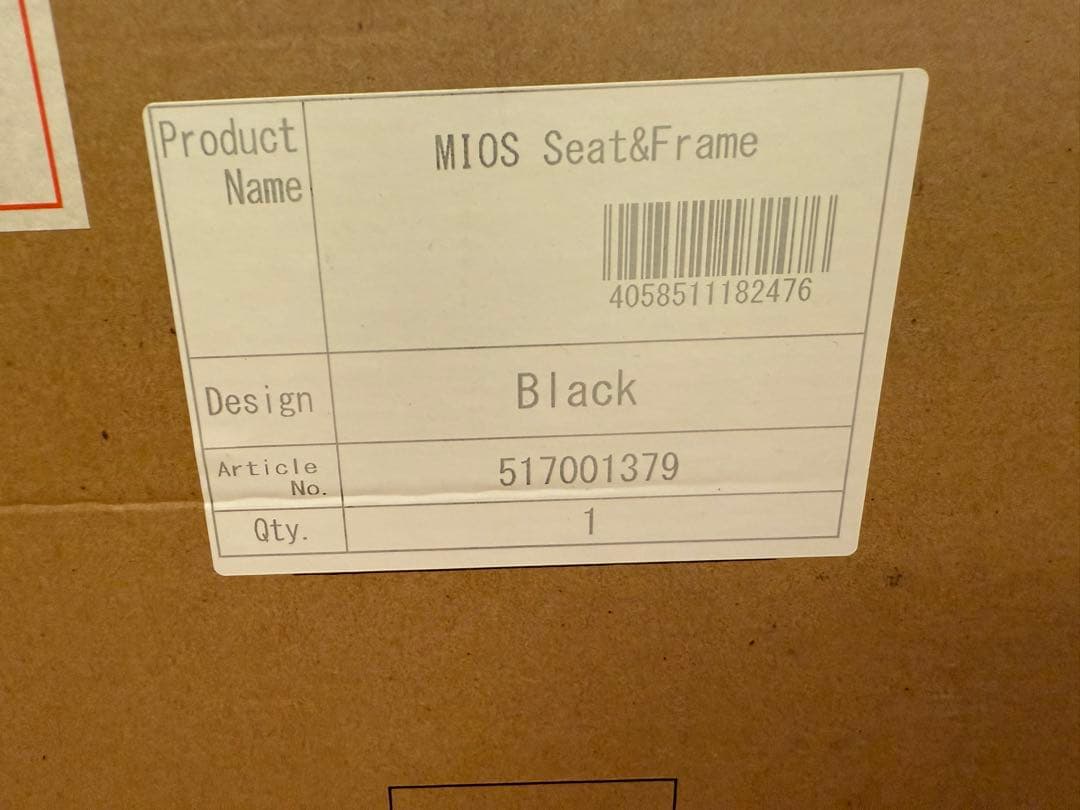 Product
Name
MIOS Seat&Frame
4058511182476
Design
Black
Article
No.
517001379
Qty.
1